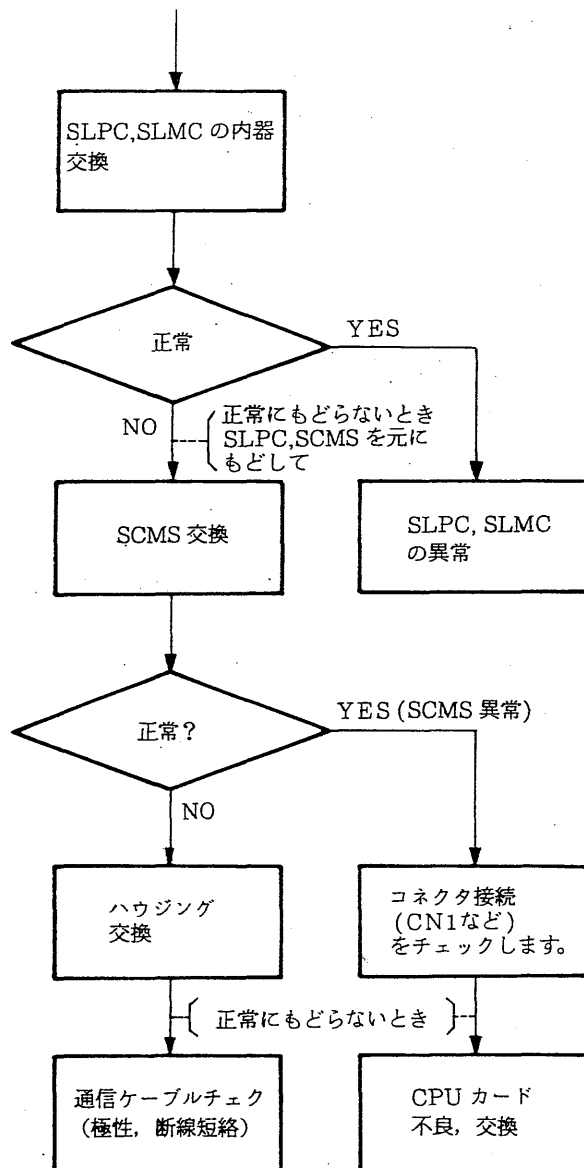 SLPC,SLMC の内器
交換
正常
YES
NO
正常にもどらないとき
SLPC,SCMS を元に
もどして
SCMS 交換
SLPC, SLMC
の異常
正常？
YES (SCMS 異常)
NO
ハウジング
交換
コネクタ接続
(CN1など)
をチェックします。
正常にもどらないとき
通信ケーブルチェク
(極性, 断線短絡)
CPU カード
不良, 交換